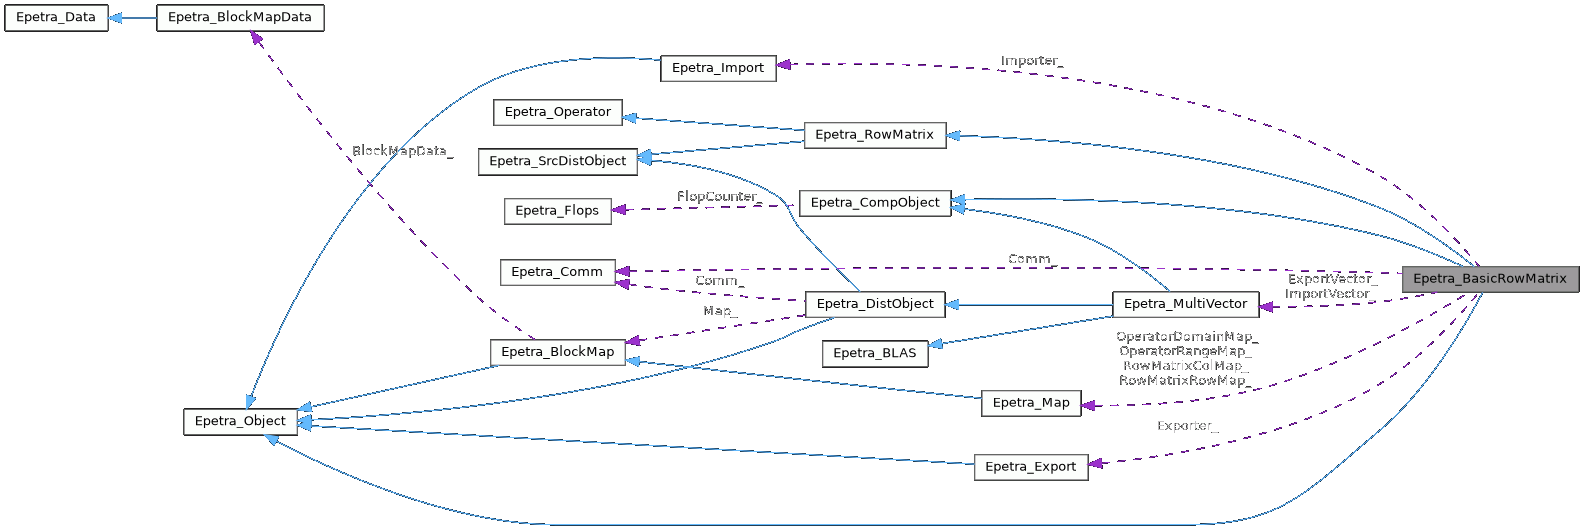 Epetra_Data
Epetra_BlockMapData
Importer_
Epetra_Import
Epetra_Operator
Epetra_RowMatrix
BlockMapData_
Epetra_SrcDistObject
FlopCounter_
Epetra_CompObject
Epetra_Flops
Comm_
Epetra_Comm
Epetra_BasicRowMatrix
Comm_
ExportVector_
ImportVector_
Epetra_DistObject
Epetra_MultiVector
Map_
OperatorDomainMap_
OperatorRangeMap_
RowMatrixColMap_
RowMatrixRowMap_
Epetra_BlockMap
Epetra_BLAS
Epetra_Map
Epetra_Object
Exporter_
Epetra_Export